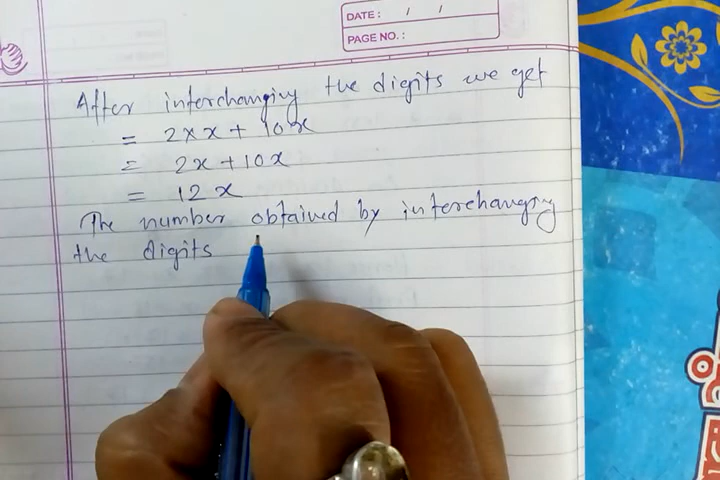 DATE: / /
PAGE NO.:
After interchanging the digits we get
= 2×x + 10x
= 2x + 10x
= 12x
The number obtained by interchanging
the digits